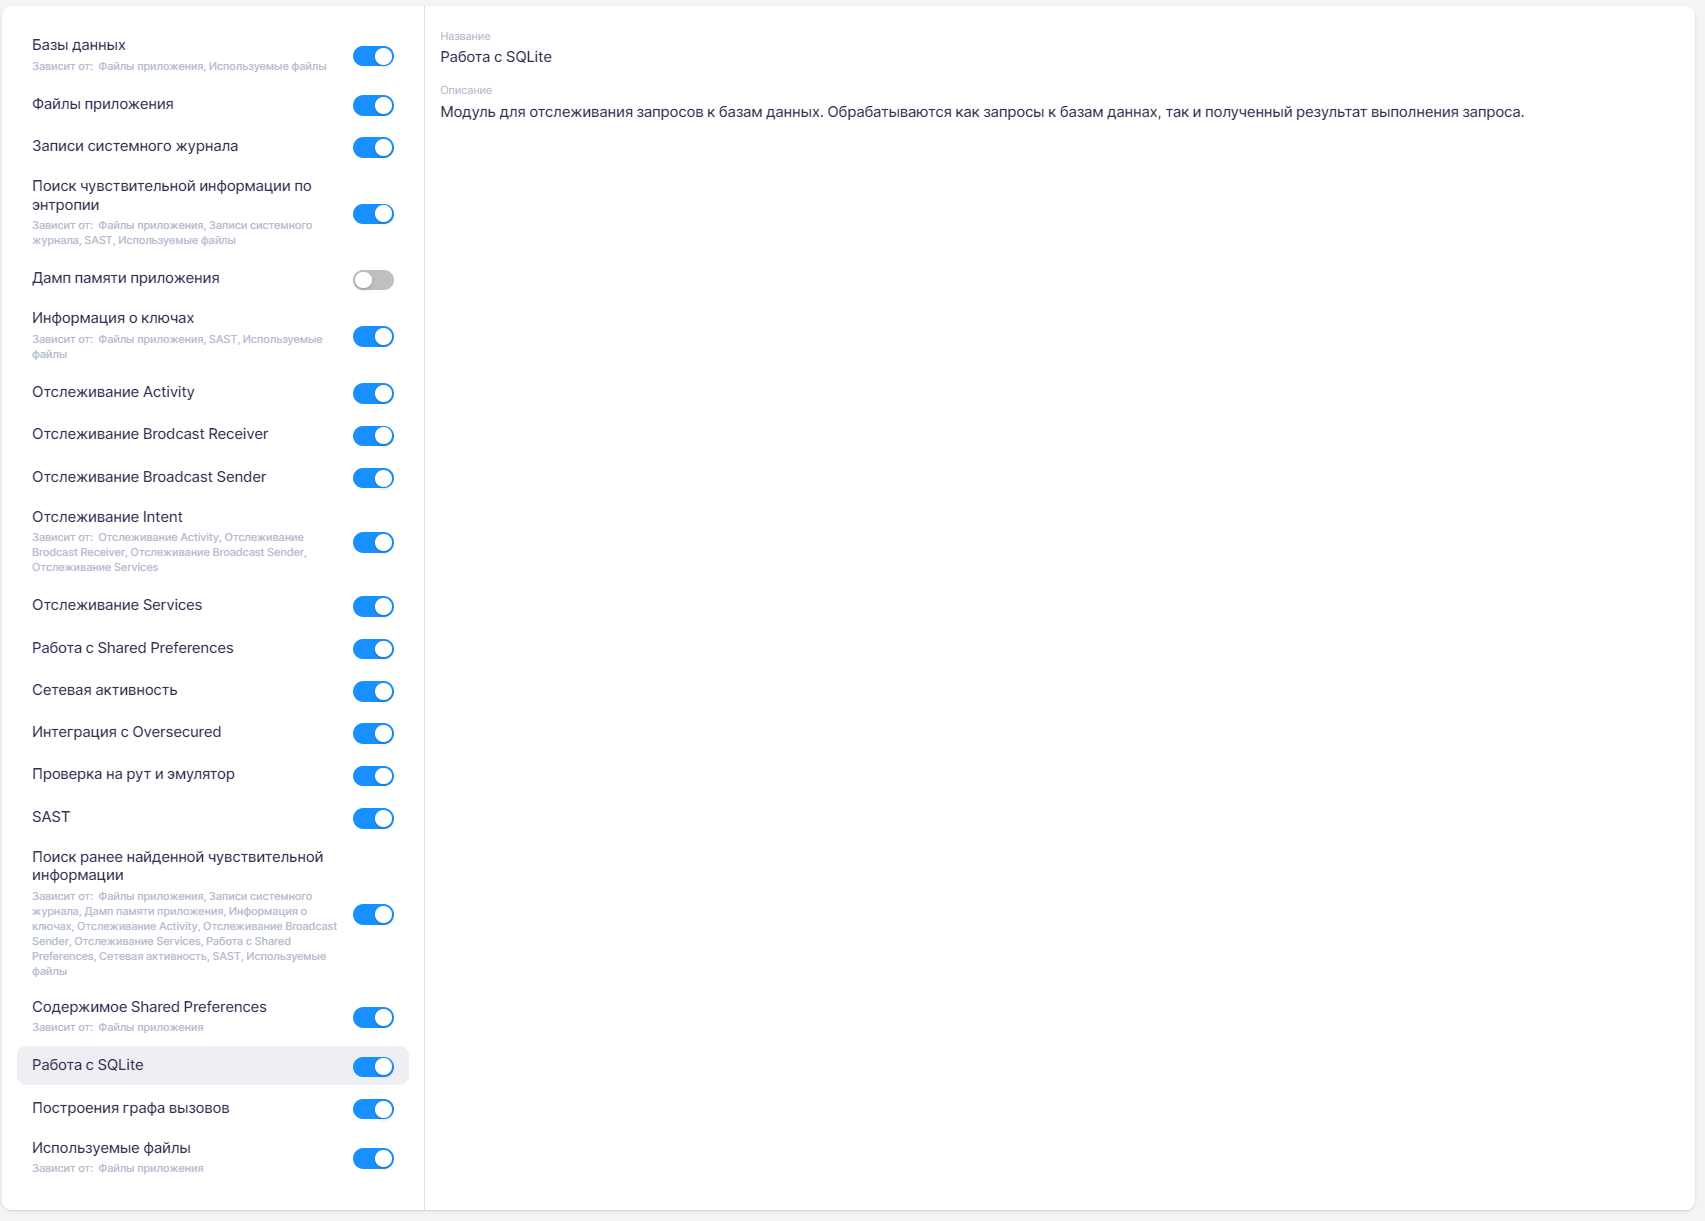 Базы данных
Зависит от: Файлы приложения, Используемые файлы
Файлы приложения
Записи системного журнала
Поиск чувствительной информации по
энтропии
Зависит от: Файлы приложения, Записи системного
журнала, SAST, Используемые файлы
Дамп памяти приложения
Информация о ключах
Зависит от: Файлы приложения, SAST, Используемые
файлы
Отслеживание Activity
Отслеживание Brodcast Receiver
Отслеживание Broadcast Sender
Отслеживание Intent
Зависит от: Отслеживание Activity, Отслеживание
Brodcast Receiver, Отслеживание Broadcast Sender,
Отслеживание Services
Отслеживание Services
Работа с Shared Preferences
Сетевая активность
Интеграция с Oversecured
Проверка на рут и эмулятор
SAST
Поиск ранее найденной чувствительной
информации
Зависит от: Файлы приложения, Записи системного
журнала, Дамп памяти приложения, Информация о
ключах, Отслеживание Activity, Отслеживание Broadcast
Sender, Отслеживание Services, Работа с Shared
Preferences, Сетевая активность, SAST, Используемые
файлы
Содержимое Shared Preferences
Зависит от: Файлы приложения
Работа с SQLite
Построения графа вызовов
Используемые файлы
Зависит от: Файлы приложения
Название
Работа с SQLite
Описание
Модуль для отслеживания запросов к базам данных. Обрабатываются как запросы к базам даннах, так и полученный результат выполнения запроса.